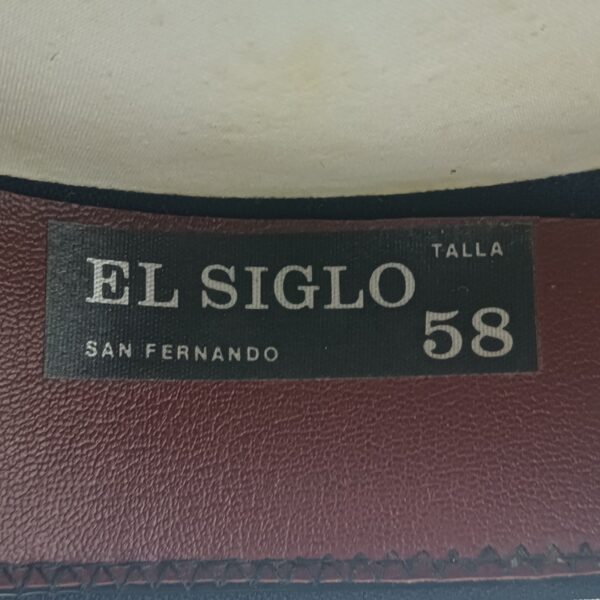 EL SIGLO
SAN FERNANDO
TALLA
58